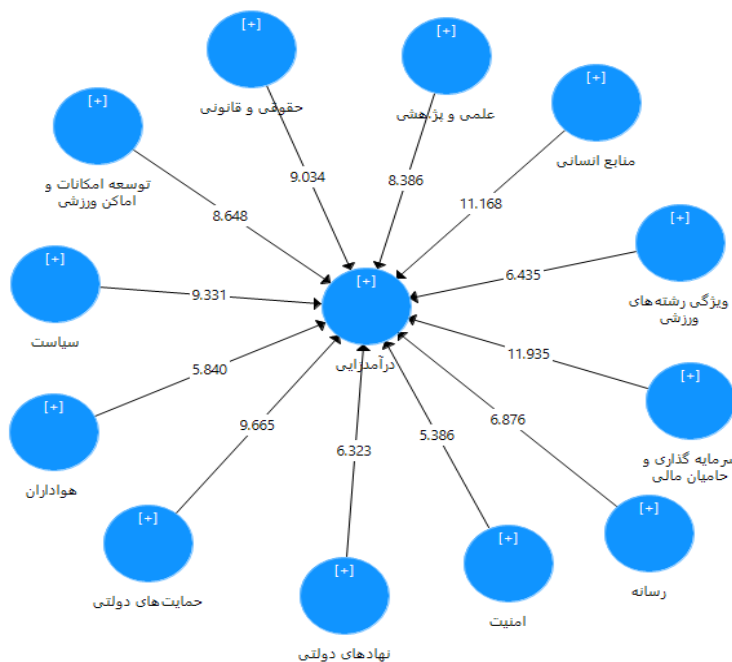 [+]
حقوقی و قانونی
[+]
علمی و پژهشی
[+]
منابع انسانی
[+]
توسعه امکانات و
اماکن ورزشی
[+]
ویژگی رشته‌های
ورزشی
[+]
سیاست
[+]
درآمدزایی
[+]
سرمایه گذاری و
حامیان مالی
[+]
هواداران
[+]
رسانه
[+]
حمایت‌های دولتی
[+]
امنیت
[+]
نهادهای دولتی
9.034
8.386
11.168
8.648
6.435
9.331
11.935
5.840
6.876
9.665
5.386
6.323